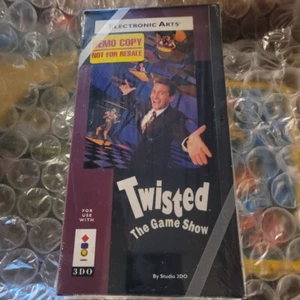 ELECTRONIC ARTS
DEMO COPY
NOT FOR RESALE
Twisted
The Game Show
FOR
USE
WITH
3DO
By Studio 3DO